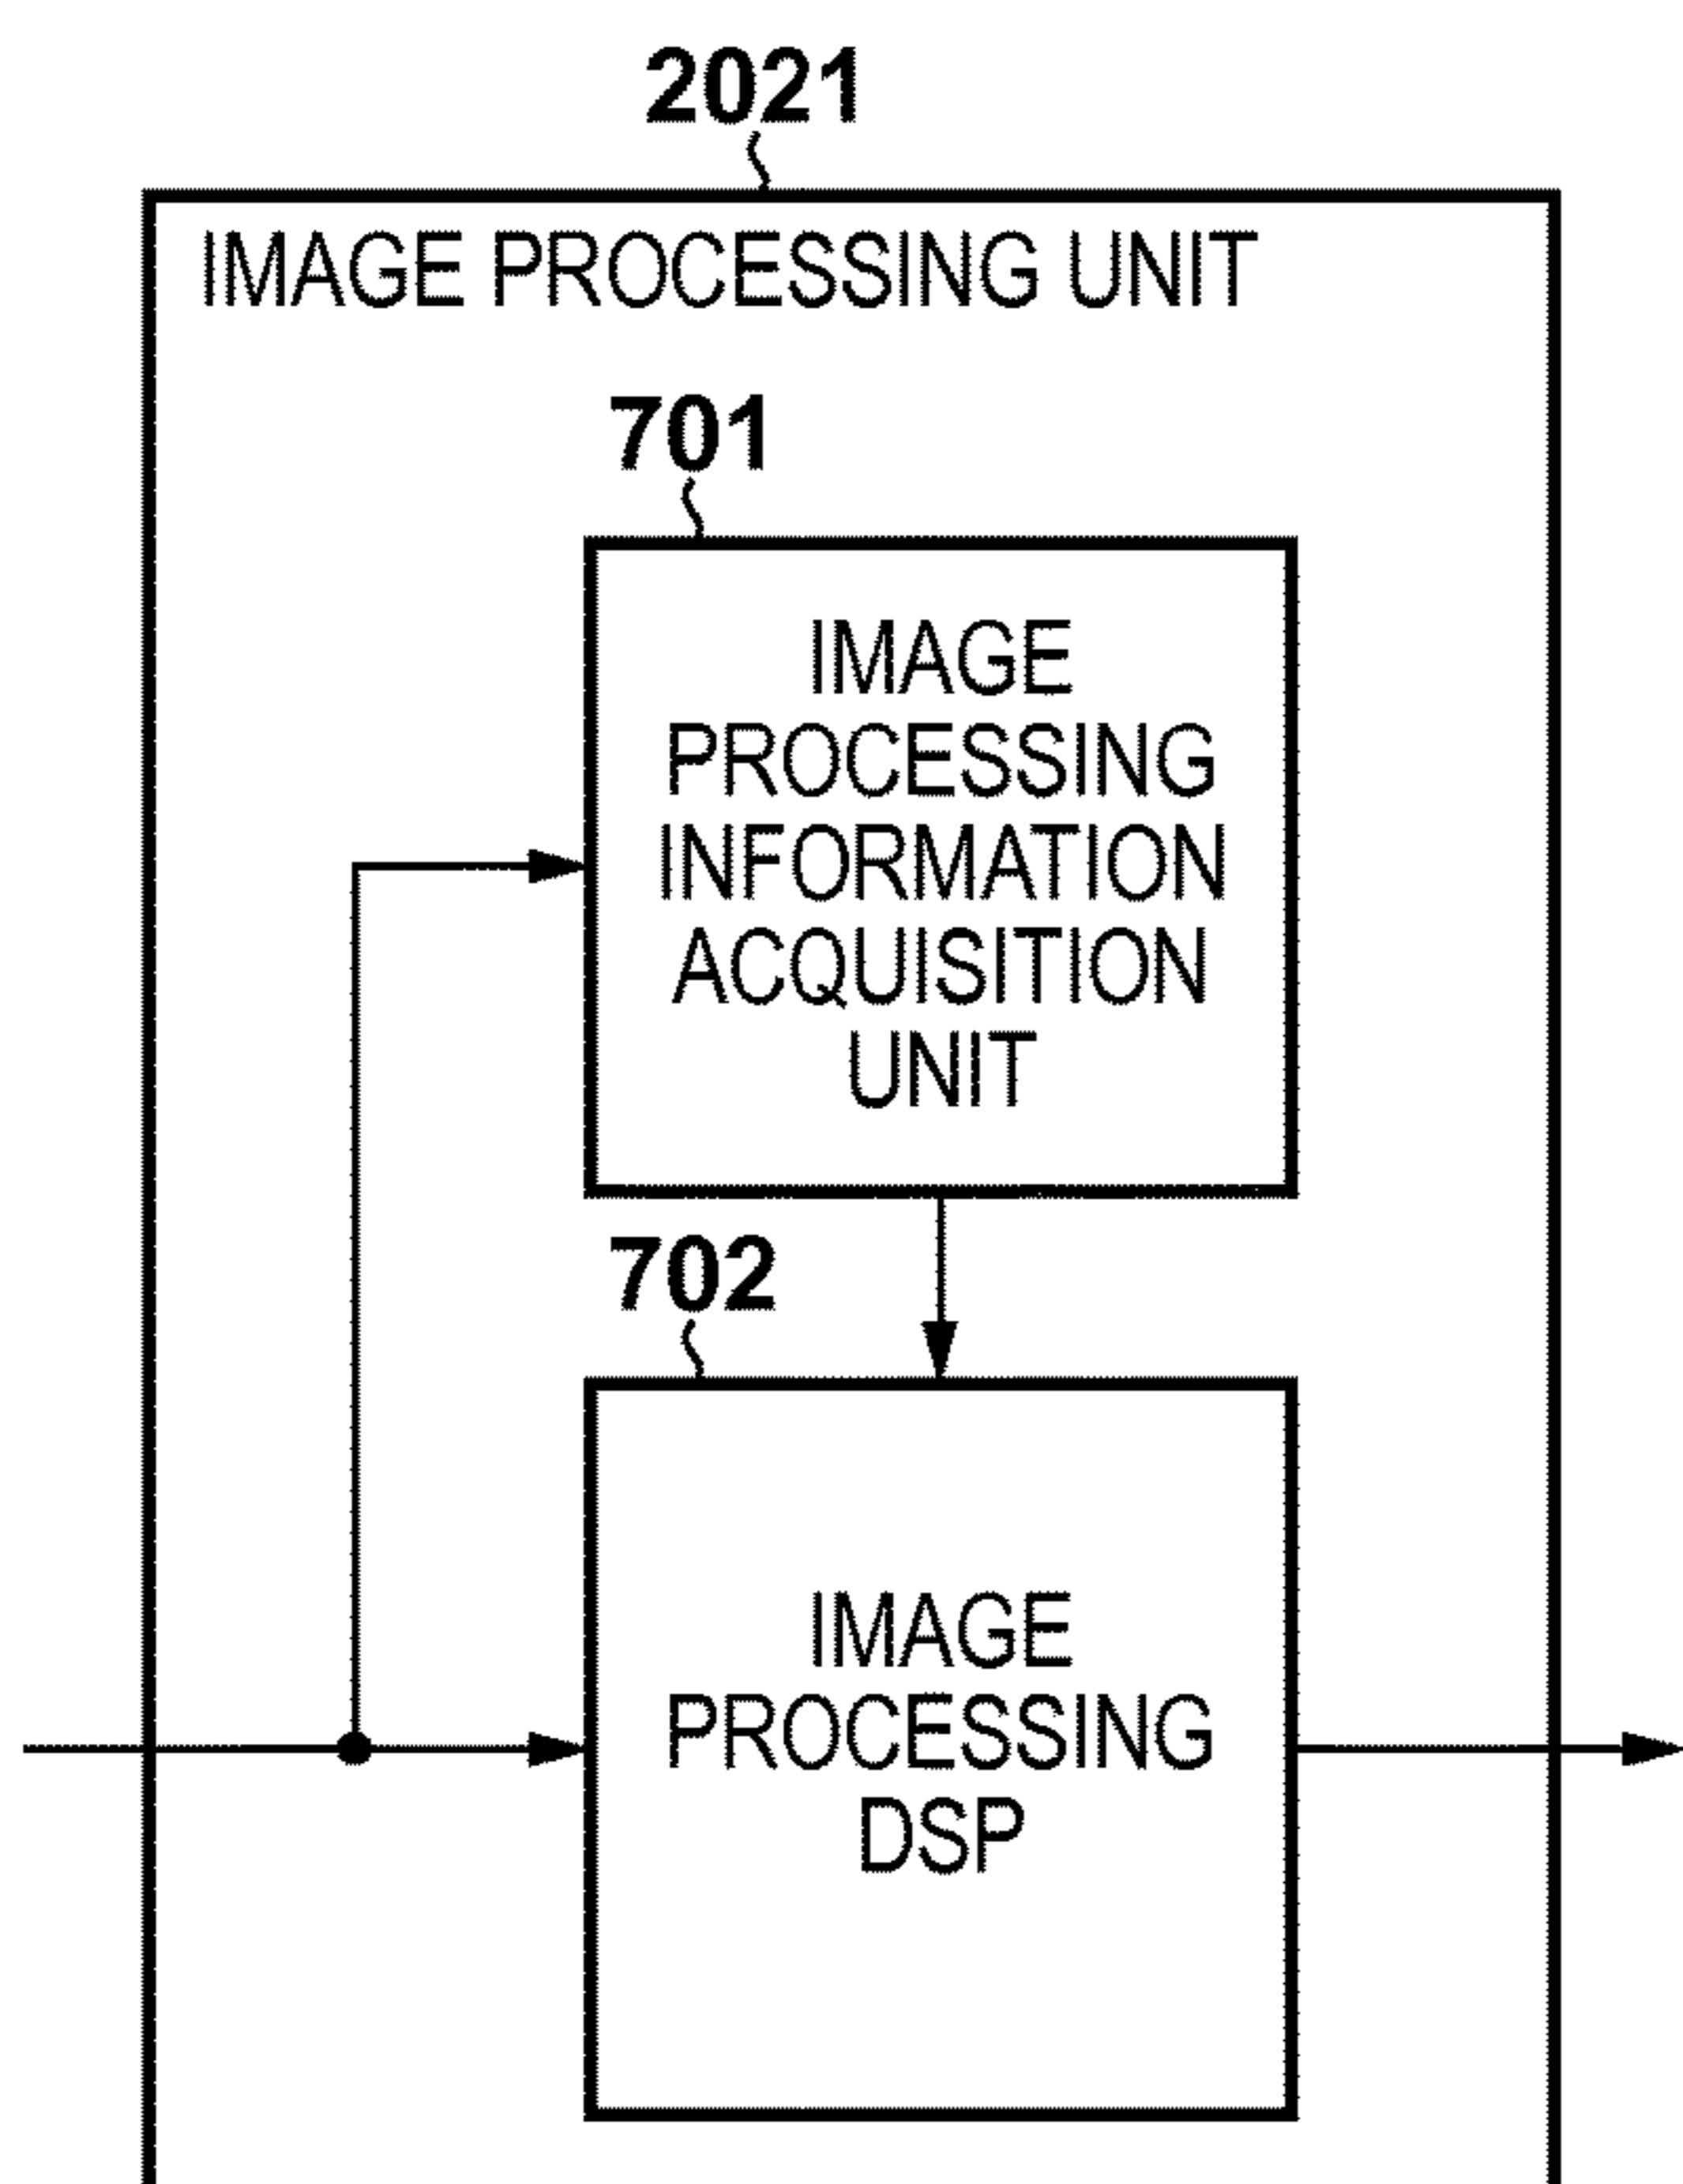 2021
IMAGE PROCESSING UNIT
701
IMAGE
PROCESSING
INFORMATION
ACQUISITION
UNIT
702
IMAGE
PROCESSING
DSP